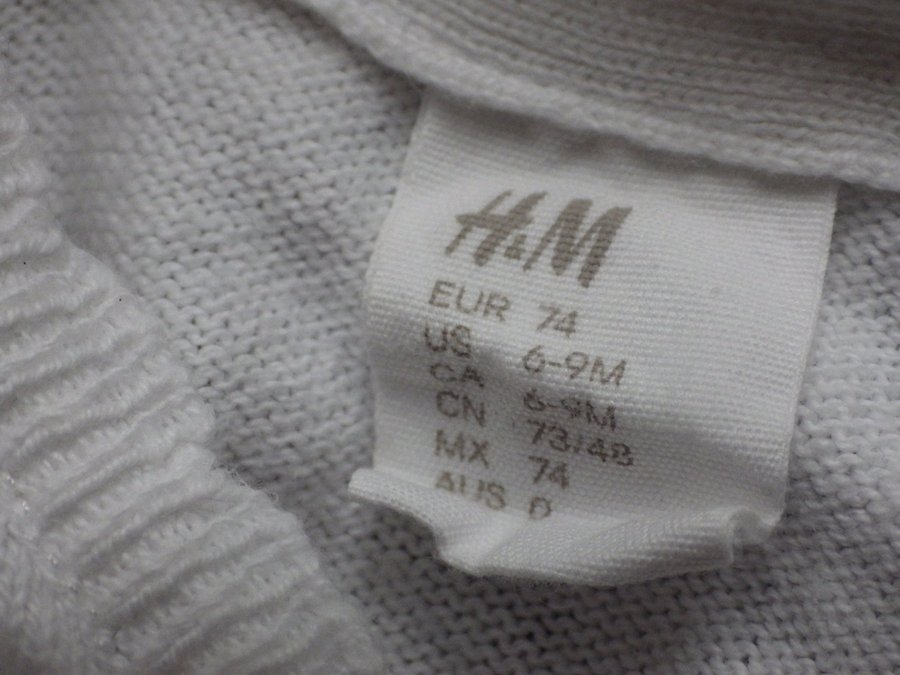 H&M
EUR 74
US 6-9M
CA 6-9M
CN 73/48
MX 74
AUS 0